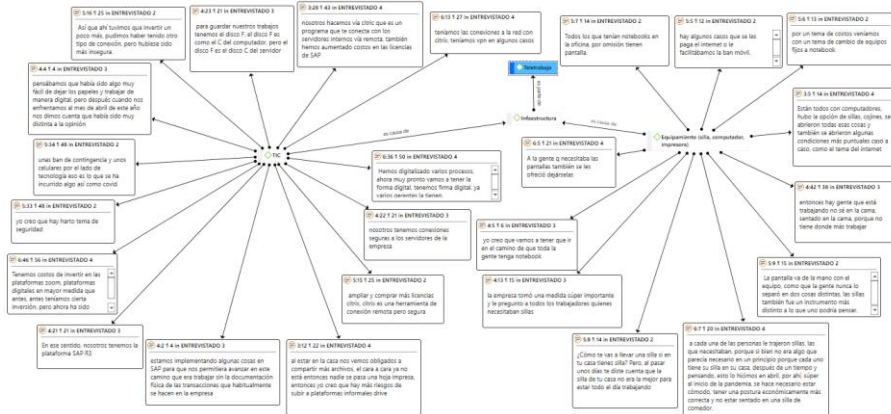 5:16 ¶ 25 in ENTREVISTADO 2
Así que ahí tuvimos que invertir un
poco más, pudimos haber tenido otro
tipo de conexión, pero hubiese sido
más insegura.
4:23 ¶ 21 in ENTREVISTADO 3
para guardar nuestros trabajos
tenemos el disco F, el disco F es
como el C del computador, pero el
disco F es el disco C del servidor
3:20 ¶ 43 in ENTREVISTADO 4
nosotros hacemos vía citric que es un
programa que te conecta con los
servidores internos vía remota, también
hemos aumentado costos en las licencias
de SAP
6:13 ¶ 27 in ENTREVISTADO 4
teníamos las conexiones a la red con
citrix, teníamos vpn en algunos casos
5:7 ¶ 14 in ENTREVISTADO 2
Todos los que tenían notebooks en
la oficina, por omisión tienen
pantalla.
5:5 ¶ 12 in ENTREVISTADO 2
hay algunos casos que se les
paga el internet o le
facilitábamos la ban móvil.
5:6 ¶ 13 in ENTREVISTADO 2
por un tema de costos veníamos
con un tema de cambio de equipos
fijos a notebook
Teletrabajo
es parte de
Infraestructura
es causa de
es causa de
TIC
Equipamiento (silla, computador,
impresora)
4:4 ¶ 4 in ENTREVISTADO 3
pensábamos que había sido algo muy
fácil de dejar los papeles y trabajar de
manera digital, pero después cuando nos
enfrentamos al mes de abril de este año
nos dimos cuenta que había sido muy
distinta a la opinión
3:5 ¶ 14 in ENTREVISTADO 4
Están todos con computadores,
hubo la opción de sillas, cojines, se
abrieron todas esas cosas y
también se abrieron algunas
condiciones más puntuales caso a
caso, como el tema del internet
5:34 ¶ 48 in ENTREVISTADO 2
unas ban de contingencia y unos
celulares por el lado de
tecnología eso es lo que se ha
incurrido algo así como covid
6:36 ¶ 50 in ENTREVISTADO 4
Hemos digitalizado varios procesos,
ahora muy pronto vamos a tener la
forma digital, tenemos firma digital, ya
varios gerentes la tienen.
6:5 ¶ 21 in ENTREVISTADO 4
A la gente q necesitaba las
pantallas también se les
ofreció dejárselas
4:42 ¶ 38 in ENTREVISTADO 3
entonces hay gente que está
trabajando no sé en la cama,
sentado en la cama, porque no
tiene donde más trabajar
5:33 ¶ 48 in ENTREVISTADO 2
yo creo que hay harto tema de
seguridad
4:22 ¶ 21 in ENTREVISTADO 3
nosotros tenemos conexiones
seguras a los servidores de la
empresa
4:5 ¶ 6 in ENTREVISTADO 3
yo creo que vamos a tener que ir
en el camino de que toda la
gente tenga notebook
6:46 ¶ 56 in ENTREVISTADO 4
Tenemos costos de invertir en las
plataformas zoom, plataformas
digitales en mayor medida que
antes, antes teníamos cierta
inversión, pero ahora ha sido
5:15 ¶ 25 in ENTREVISTADO 2
ampliar y comprar más licencias
citrix, citrix es una herramienta de
conexión remota pero segura
4:13 ¶ 15 in ENTREVISTADO 3
la empresa tomó una medida súper importante
y le preguntó a todos los trabajadores quienes
necesitaban sillas
5:9 ¶ 15 in ENTREVISTADO 2
La pantalla va de la mano con el
equipo, como que la gente nunca lo
separó en dos cosas distintas, las sillas
también fue un instrumento más
distinto a lo que uno podría pensar.
4:21 ¶ 21 in ENTREVISTADO 3
En ese sentido, nosotros tenemos la
plataforma SAP R3
4:2 ¶ 4 in ENTREVISTADO 3
estamos implementando algunas cosas en
SAP para que nos permitiera avanzar en este
camino que era trabajar sin la documentación
física de las transacciones que habitualmente
se hacen en la empresa
3:12 ¶ 22 in ENTREVISTADO 4
al estar en la casa nos vemos obligados a
compartir más archivos, el cara a cara ya no
está entonces nadie se pasa una hoja impresa,
entonces yo creo que hay más riesgos de
subir a plataformas informales drive
5:8 ¶ 14 in ENTREVISTADO 2
¿Cómo te vas a llevar una silla si en
tu casa tienes silla? Pero, al pasar
unos días te diste cuenta que la
silla de tu casa no era la mejor para
estar todo el día trabajando
6:7 ¶ 20 in ENTREVISTADO 4
a cada una de las personas le trajeron sillas, las
que necesitaban, porque si bien no era algo que
parecía necesario en un principio porque cada uno
tiene su silla en su casa, después de un tiempo y
pensando, esto lo hicimos en abril, por ahí, súper
al inicio de la pandemia, se hace necesario estar
cómodo, tener una postura económicamente más
correcta y no estar sentado en una silla de
comedor.